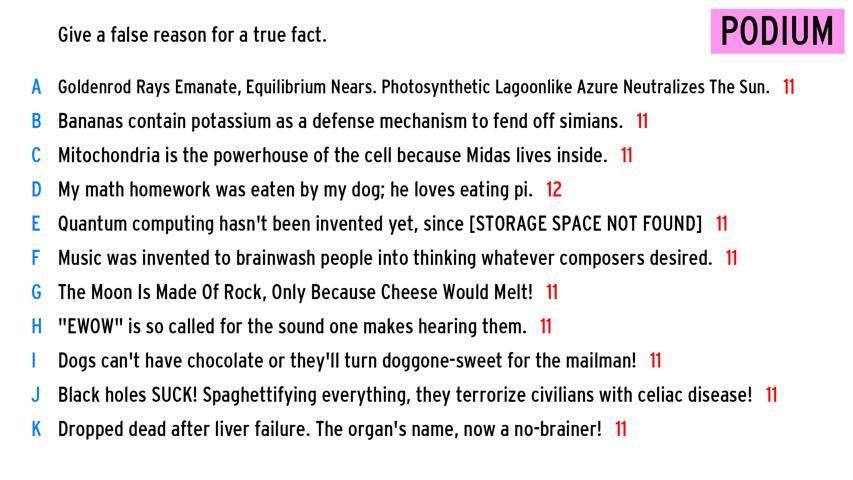 Give a false reason for a true fact.
PODIUM
A Goldenrod Rays Emanate, Equilibrium Nears. Photosynthetic Lagoonlike Azure Neutralizes The Sun. 11
B Bananas contain potassium as a defense mechanism to fend off simians. 11
C Mitochondria is the powerhouse of the cell because Midas lives inside. 11
D My math homework was eaten by my dog; he loves eating pi. 12
E Quantum computing hasn't been invented yet, since [STORAGE SPACE NOT FOUND] 11
F Music was invented to brainwash people into thinking whatever composers desired. 11
G The Moon Is Made Of Rock, Only Because Cheese Would Melt! 11
H "EWOW" is so called for the sound one makes hearing them. 11
I Dogs can't have chocolate or they'll turn doggone-sweet for the mailman! 11
J Black holes SUCK! Spaghettifying everything, they terrorize civilians with celiac disease! 11
K Dropped dead after liver failure. The organ's name, now a no-brainer! 11